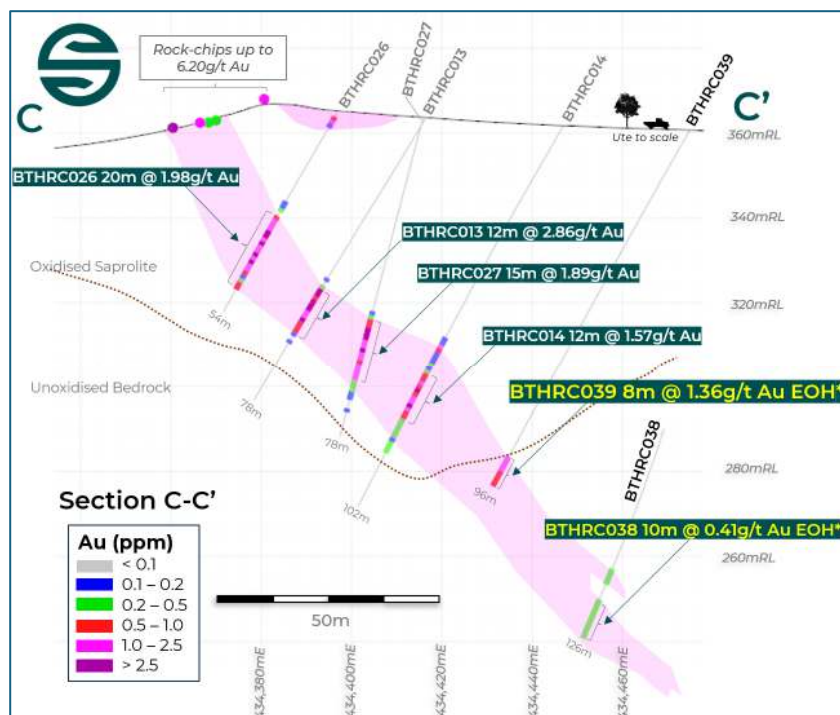 Rock-chips up to
6.20g/t Au
BTHRC026
BTHRC027
BTHRC013
BTHRC014
BTHRC039
C
C'
Ute to scale
360mRL
BTHRC026 20m @ 1.98g/t Au
340mRL
BTHRC013 12m @ 2.86g/t Au
Oxidised Saprolite
BTHRC027 15m @ 1.89g/t Au
320mRL
54m
BTHRC014 12m @ 1.57g/t Au
Unoxidised Bedrock
BTHRC039 8m @ 1.36g/t Au EOH*
78m
78m
BTHRC038
280mRL
96m
102m
Section C-C'
BTHRC038 10m @ 0.41g/t Au EOH*
260mRL
Au (ppm)
< 0.1
0.1 – 0.2
0.2 – 0.5
0.5 – 1.0
1.0 – 2.5
> 2.5
50m
126m
434,380mE
434,400mE
434,420mE
434,440mE
434,460mE